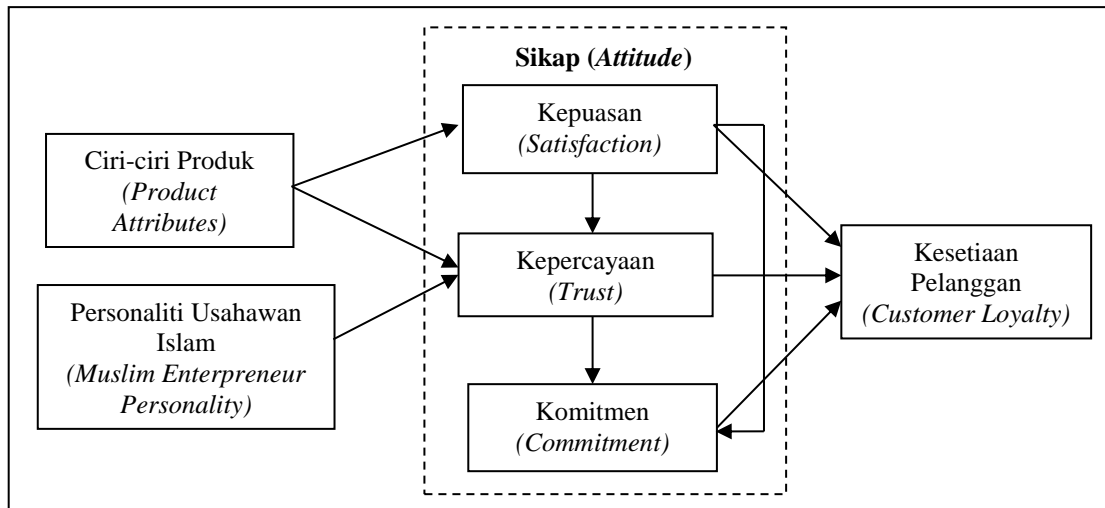 Sikap (Attitude)
Kepuasan
(Satisfaction)
Ciri-ciri Produk
(Product
Attributes)
Kepercayaan
(Trust)
Kesetiaan
Pelanggan
(Customer Loyalty)
Personaliti Usahawan
Islam
(Muslim Enterpreneur
Personality)
Komitmen
(Commitment)